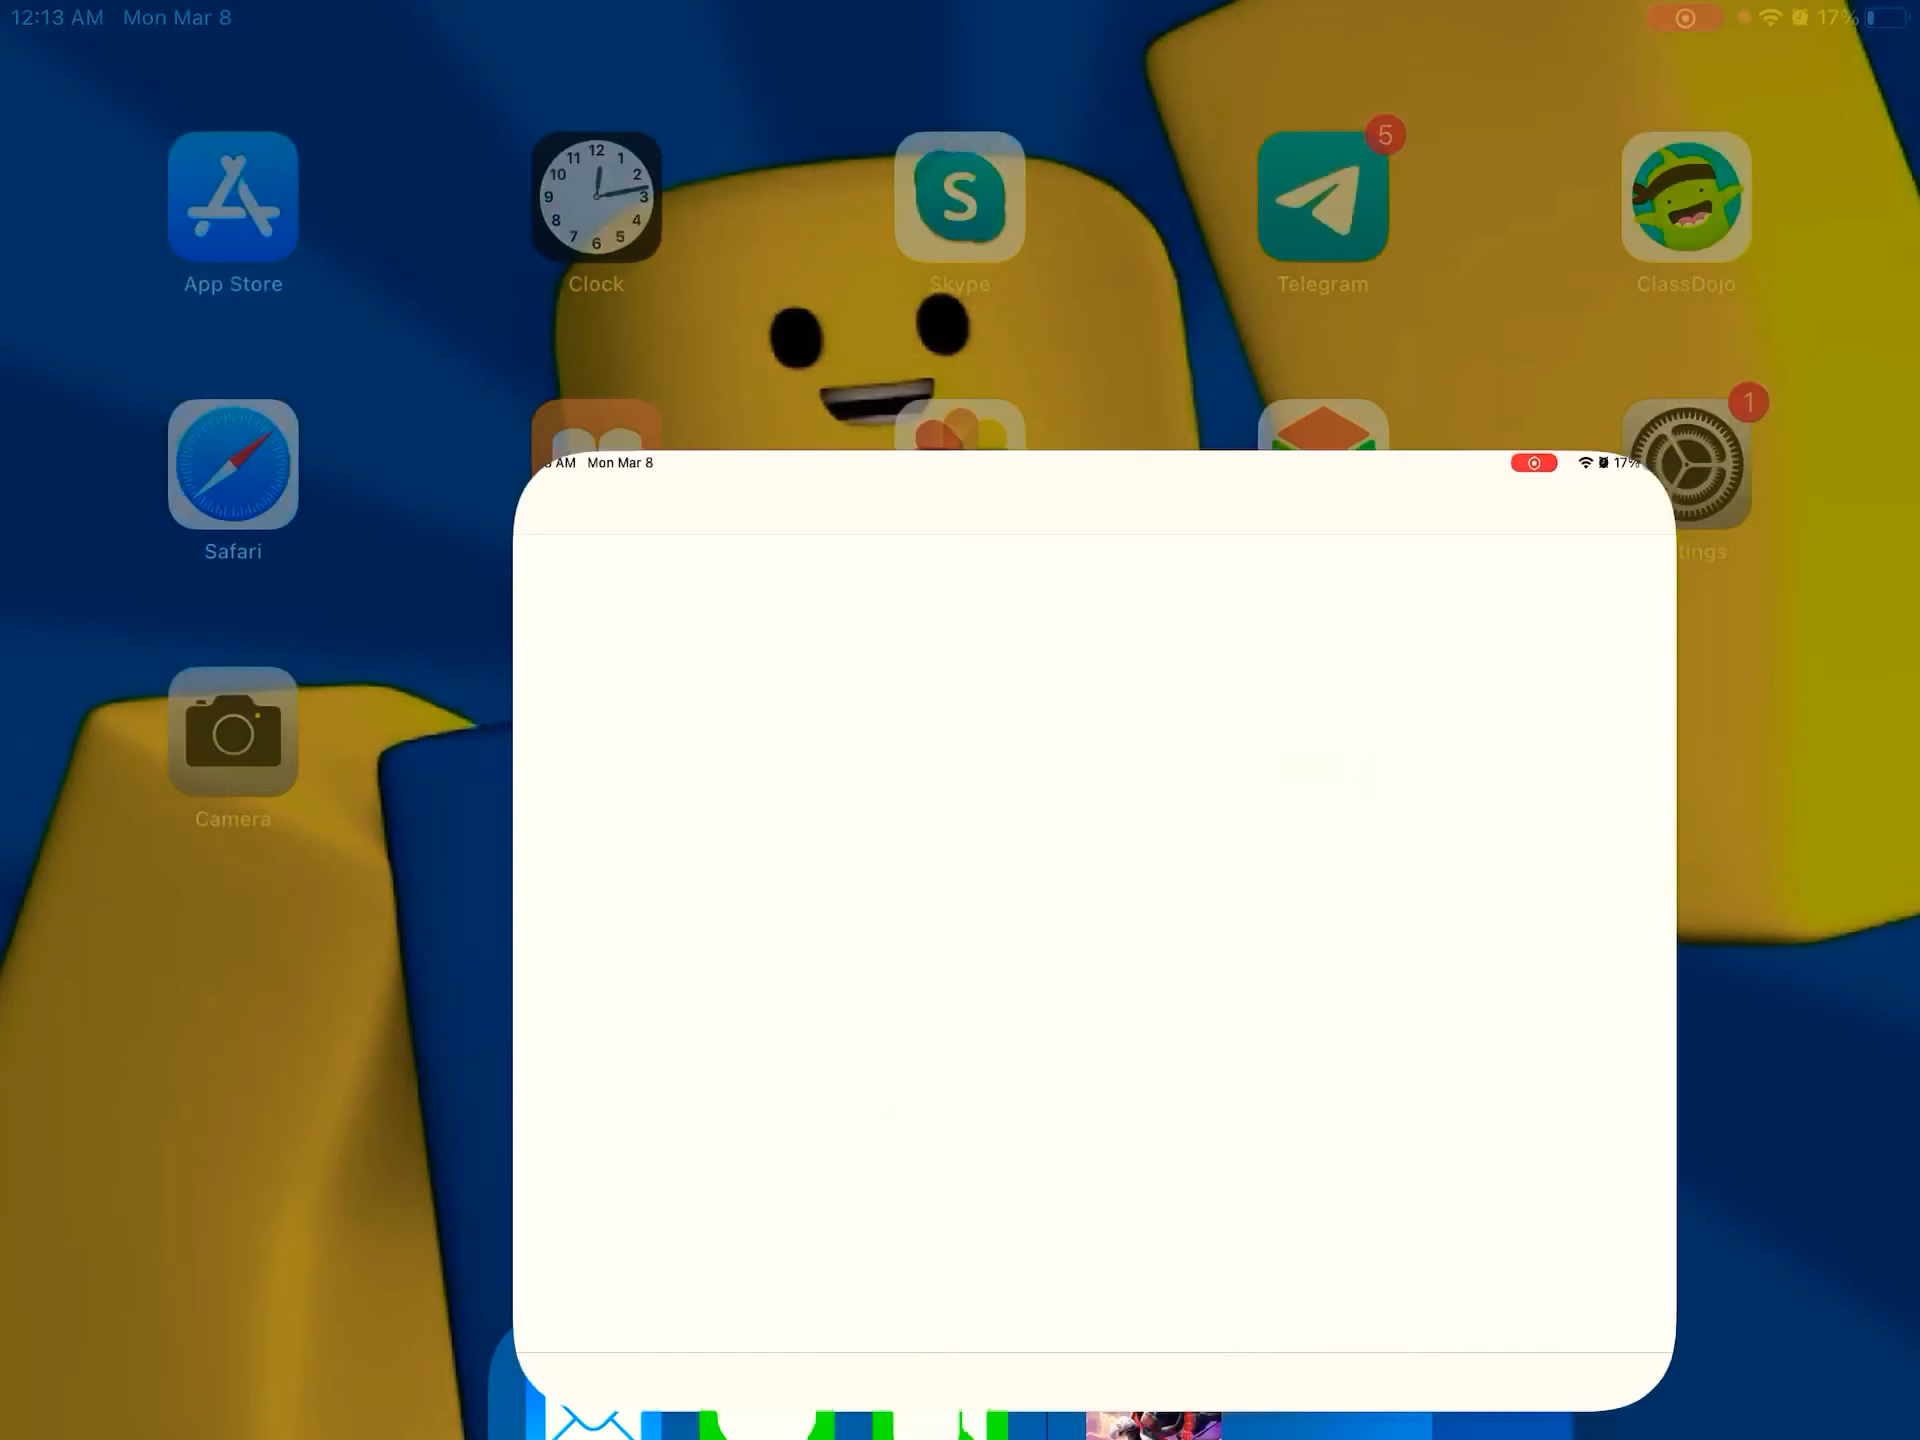 12:13 AM Mon Mar 8 17%
5
12 1 2 3 4 5 6 7 8 9 10 11
S
App Store Clock Skype Telegram ClassDojo
1
AM Mon Mar 8 17%
Safari tings
Camera